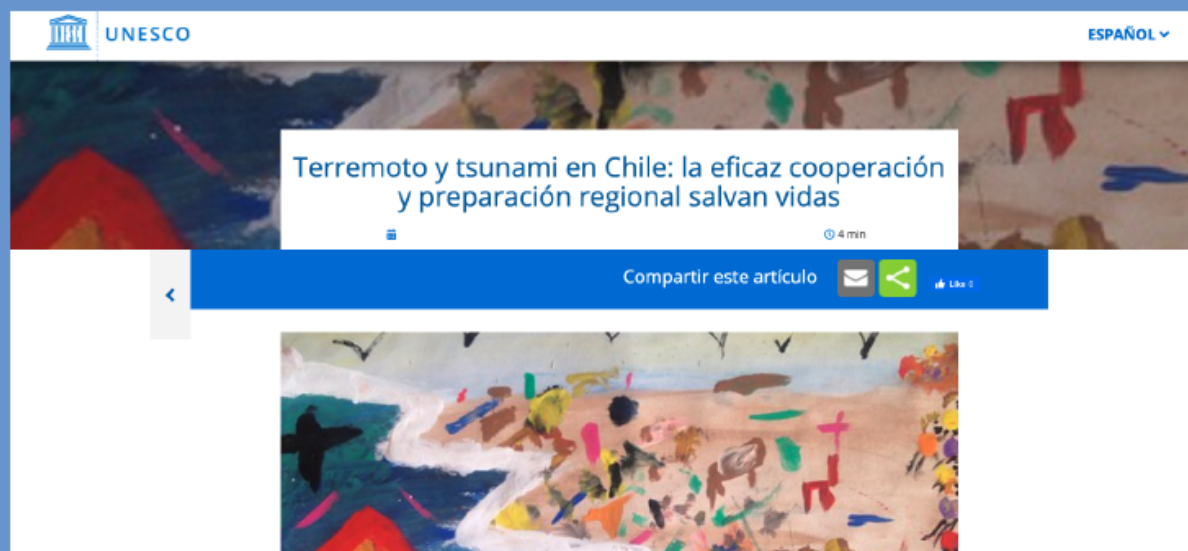 UNESCO
ESPAÑOL
Terremoto y tsunami en Chile: la eficaz cooperación
y preparación regional salvan vidas
4 min
Compartir este artículo
Like 0